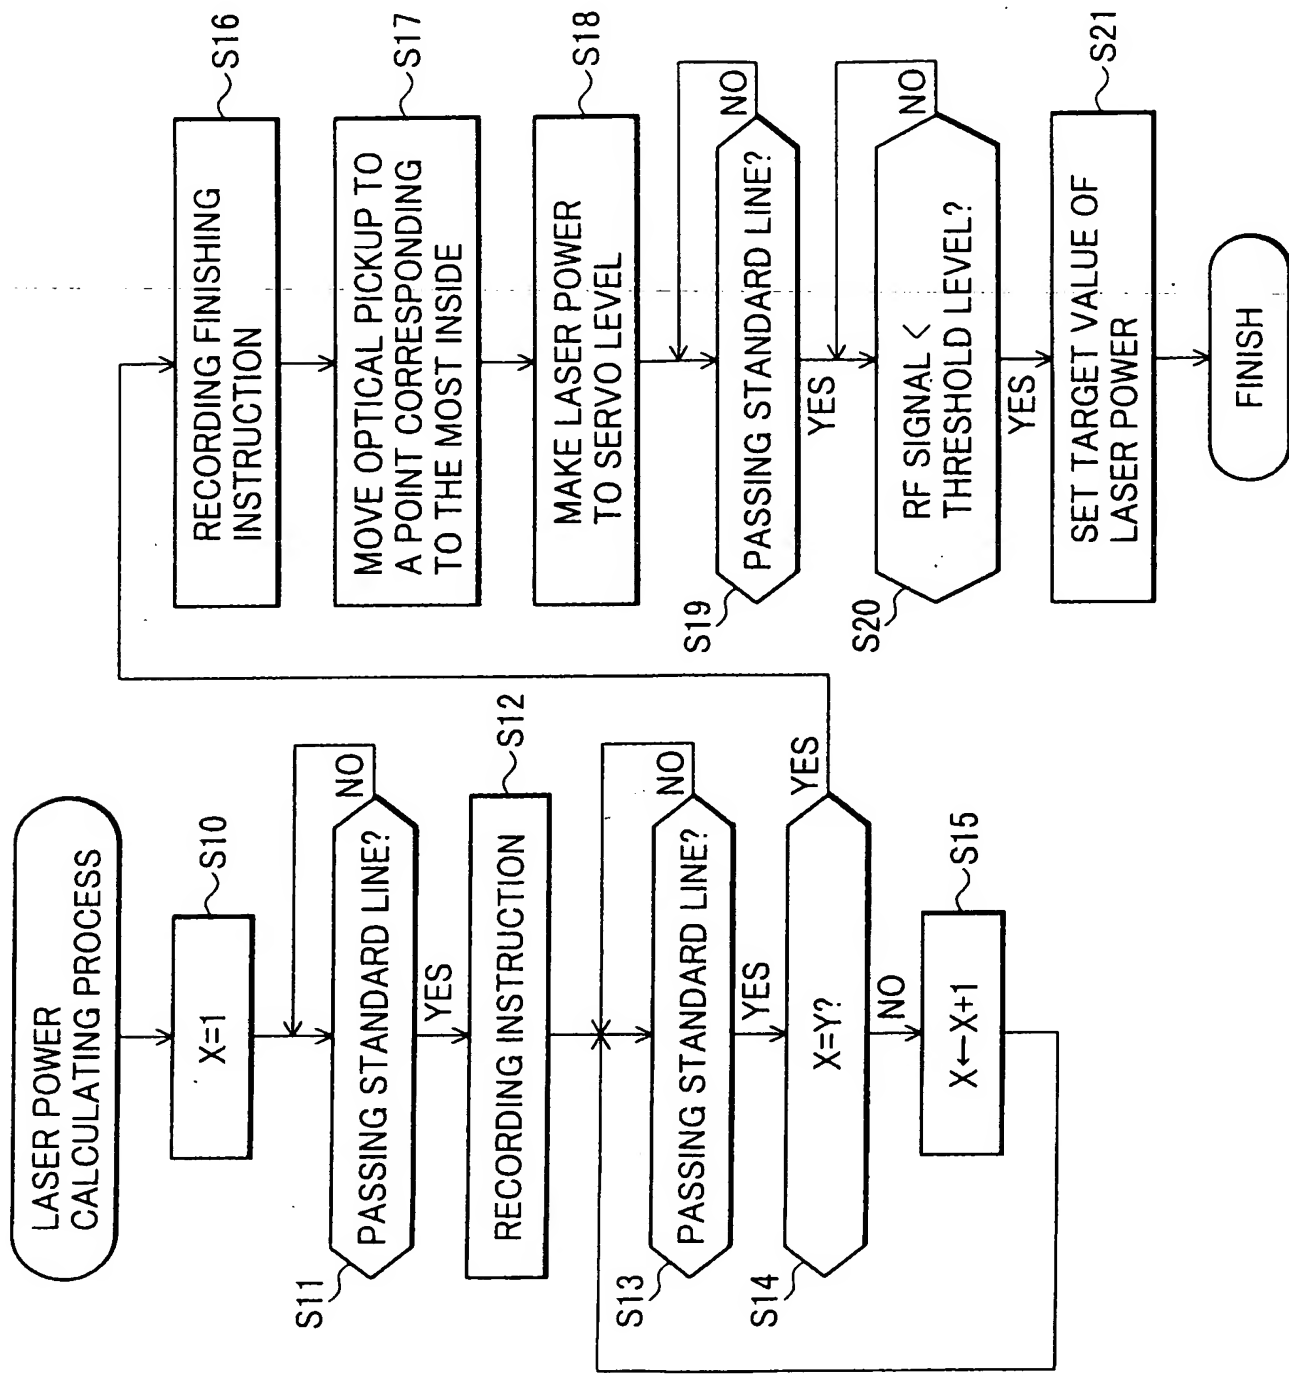 LASER POWER
CALCULATING PROCESS
X=1
S10
PASSING STANDARD LINE?
S11
NO
YES
RECORDING INSTRUCTION
S12
PASSING STANDARD LINE?
S13
NO
YES
X=Y?
S14
YES
NO
X←X+1
S15
RECORDING FINISHING
INSTRUCTION
S16
MOVE OPTICAL PICKUP TO
A POINT CORRESPONDING
TO THE MOST INSIDE
S17
MAKE LASER POWER
TO SERVO LEVEL
S18
PASSING STANDARD LINE?
S19
NO
YES
RF SIGNAL <
THRESHOLD LEVEL?
S20
NO
YES
SET TARGET VALUE OF
LASER POWER
S21
FINISH